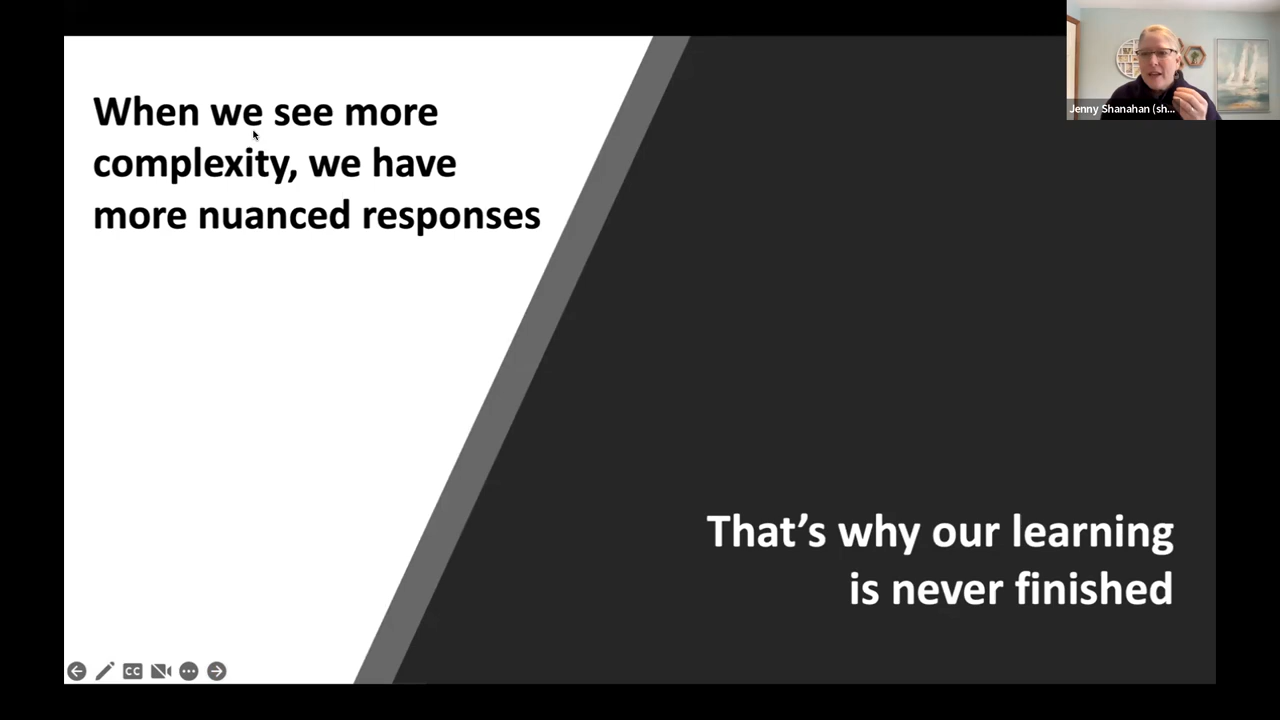 When we see more
complexity, we have
more nuanced responses
Jenny Shanahan (sh...
That's why our learning
is never finished
CC